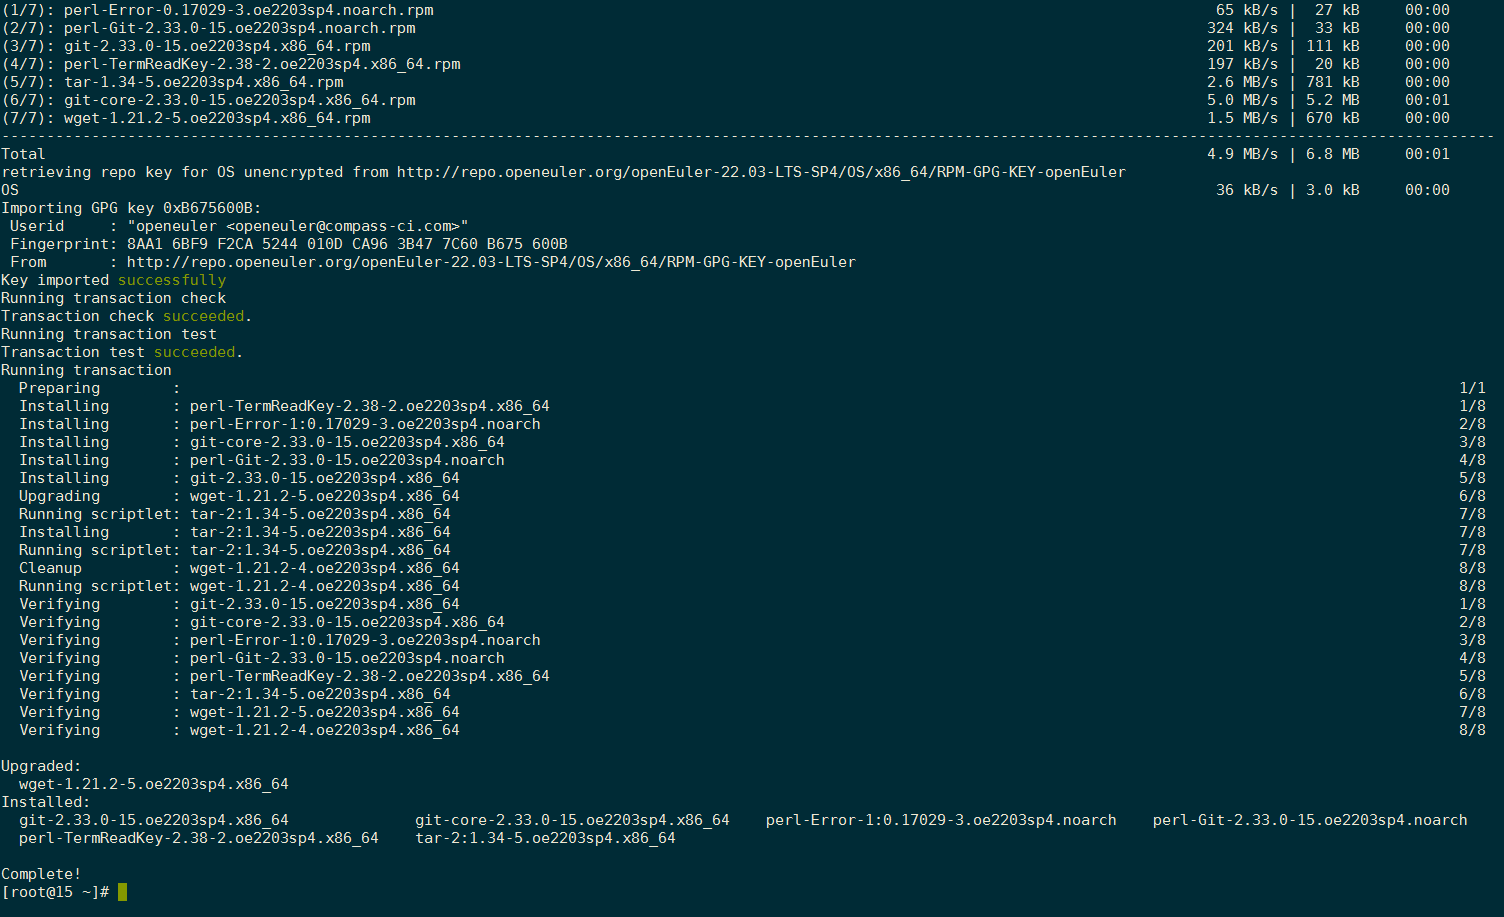 (1/7): perl-Error-0.17029-3.oe2203sp4.noarch.rpm 65 kB/s | 27 kB 00:00
(2/7): perl-Git-2.33.0-15.oe2203sp4.noarch.rpm 324 kB/s | 33 kB 00:00
(3/7): git-2.33.0-15.oe2203sp4.x86_64.rpm 201 kB/s | 111 kB 00:00
(4/7): perl-TermReadKey-2.38-2.oe2203sp4.x86_64.rpm 197 kB/s | 20 kB 00:00
(5/7): tar-1.34-5.oe2203sp4.x86_64.rpm 2.6 MB/s | 781 kB 00:00
(6/7): git-core-2.33.0-15.oe2203sp4.x86_64.rpm 5.0 MB/s | 5.2 MB 00:01
(7/7): wget-1.21.2-5.oe2203sp4.x86_64.rpm 1.5 MB/s | 670 kB 00:00
--------------------------------------------------------------------------------------------------------------------------------------------------------------------
Total 4.9 MB/s | 6.8 MB 00:01
retrieving repo key for OS unencrypted from http://repo.openeuler.org/openEuler-22.03-LTS-SP4/OS/x86_64/RPM-GPG-KEY-openEuler
OS 36 kB/s | 3.0 kB 00:00
Importing GPG key 0xB675600B:
Userid : "openeuler <openeuler@compass-ci.com>"
Fingerprint: 8AA1 6BF9 F2CA 5244 010D CA96 3B47 7C60 B675 600B
From : http://repo.openeuler.org/openEuler-22.03-LTS-SP4/OS/x86_64/RPM-GPG-KEY-openEuler
Key imported successfully
Running transaction check
Transaction check succeeded.
Running transaction test
Transaction test succeeded.
Running transaction
Preparing : 1/1
Installing : perl-TermReadKey-2.38-2.oe2203sp4.x86_64 1/8
Installing : perl-Error-1:0.17029-3.oe2203sp4.noarch 2/8
Installing : git-core-2.33.0-15.oe2203sp4.x86_64 3/8
Installing : perl-Git-2.33.0-15.oe2203sp4.noarch 4/8
Installing : git-2.33.0-15.oe2203sp4.x86_64 5/8
Upgrading : wget-1.21.2-5.oe2203sp4.x86_64 6/8
Running scriptlet: tar-2:1.34-5.oe2203sp4.x86_64 7/8
Installing : tar-2:1.34-5.oe2203sp4.x86_64 7/8
Running scriptlet: tar-2:1.34-5.oe2203sp4.x86_64 7/8
Cleanup : wget-1.21.2-4.oe2203sp4.x86_64 8/8
Running scriptlet: wget-1.21.2-4.oe2203sp4.x86_64 8/8
Verifying : git-2.33.0-15.oe2203sp4.x86_64 1/8
Verifying : git-core-2.33.0-15.oe2203sp4.x86_64 2/8
Verifying : perl-Error-1:0.17029-3.oe2203sp4.noarch 3/8
Verifying : perl-Git-2.33.0-15.oe2203sp4.noarch 4/8
Verifying : perl-TermReadKey-2.38-2.oe2203sp4.x86_64 5/8
Verifying : tar-2:1.34-5.oe2203sp4.x86_64 6/8
Verifying : wget-1.21.2-5.oe2203sp4.x86_64 7/8
Verifying : wget-1.21.2-4.oe2203sp4.x86_64 8/8
Upgraded:
wget-1.21.2-5.oe2203sp4.x86_64
Installed:
git-2.33.0-15.oe2203sp4.x86_64 git-core-2.33.0-15.oe2203sp4.x86_64 perl-Error-1:0.17029-3.oe2203sp4.noarch perl-Git-2.33.0-15.oe2203sp4.noarch
perl-TermReadKey-2.38-2.oe2203sp4.x86_64 tar-2:1.34-5.oe2203sp4.x86_64
Complete!
[root@15 ~]#